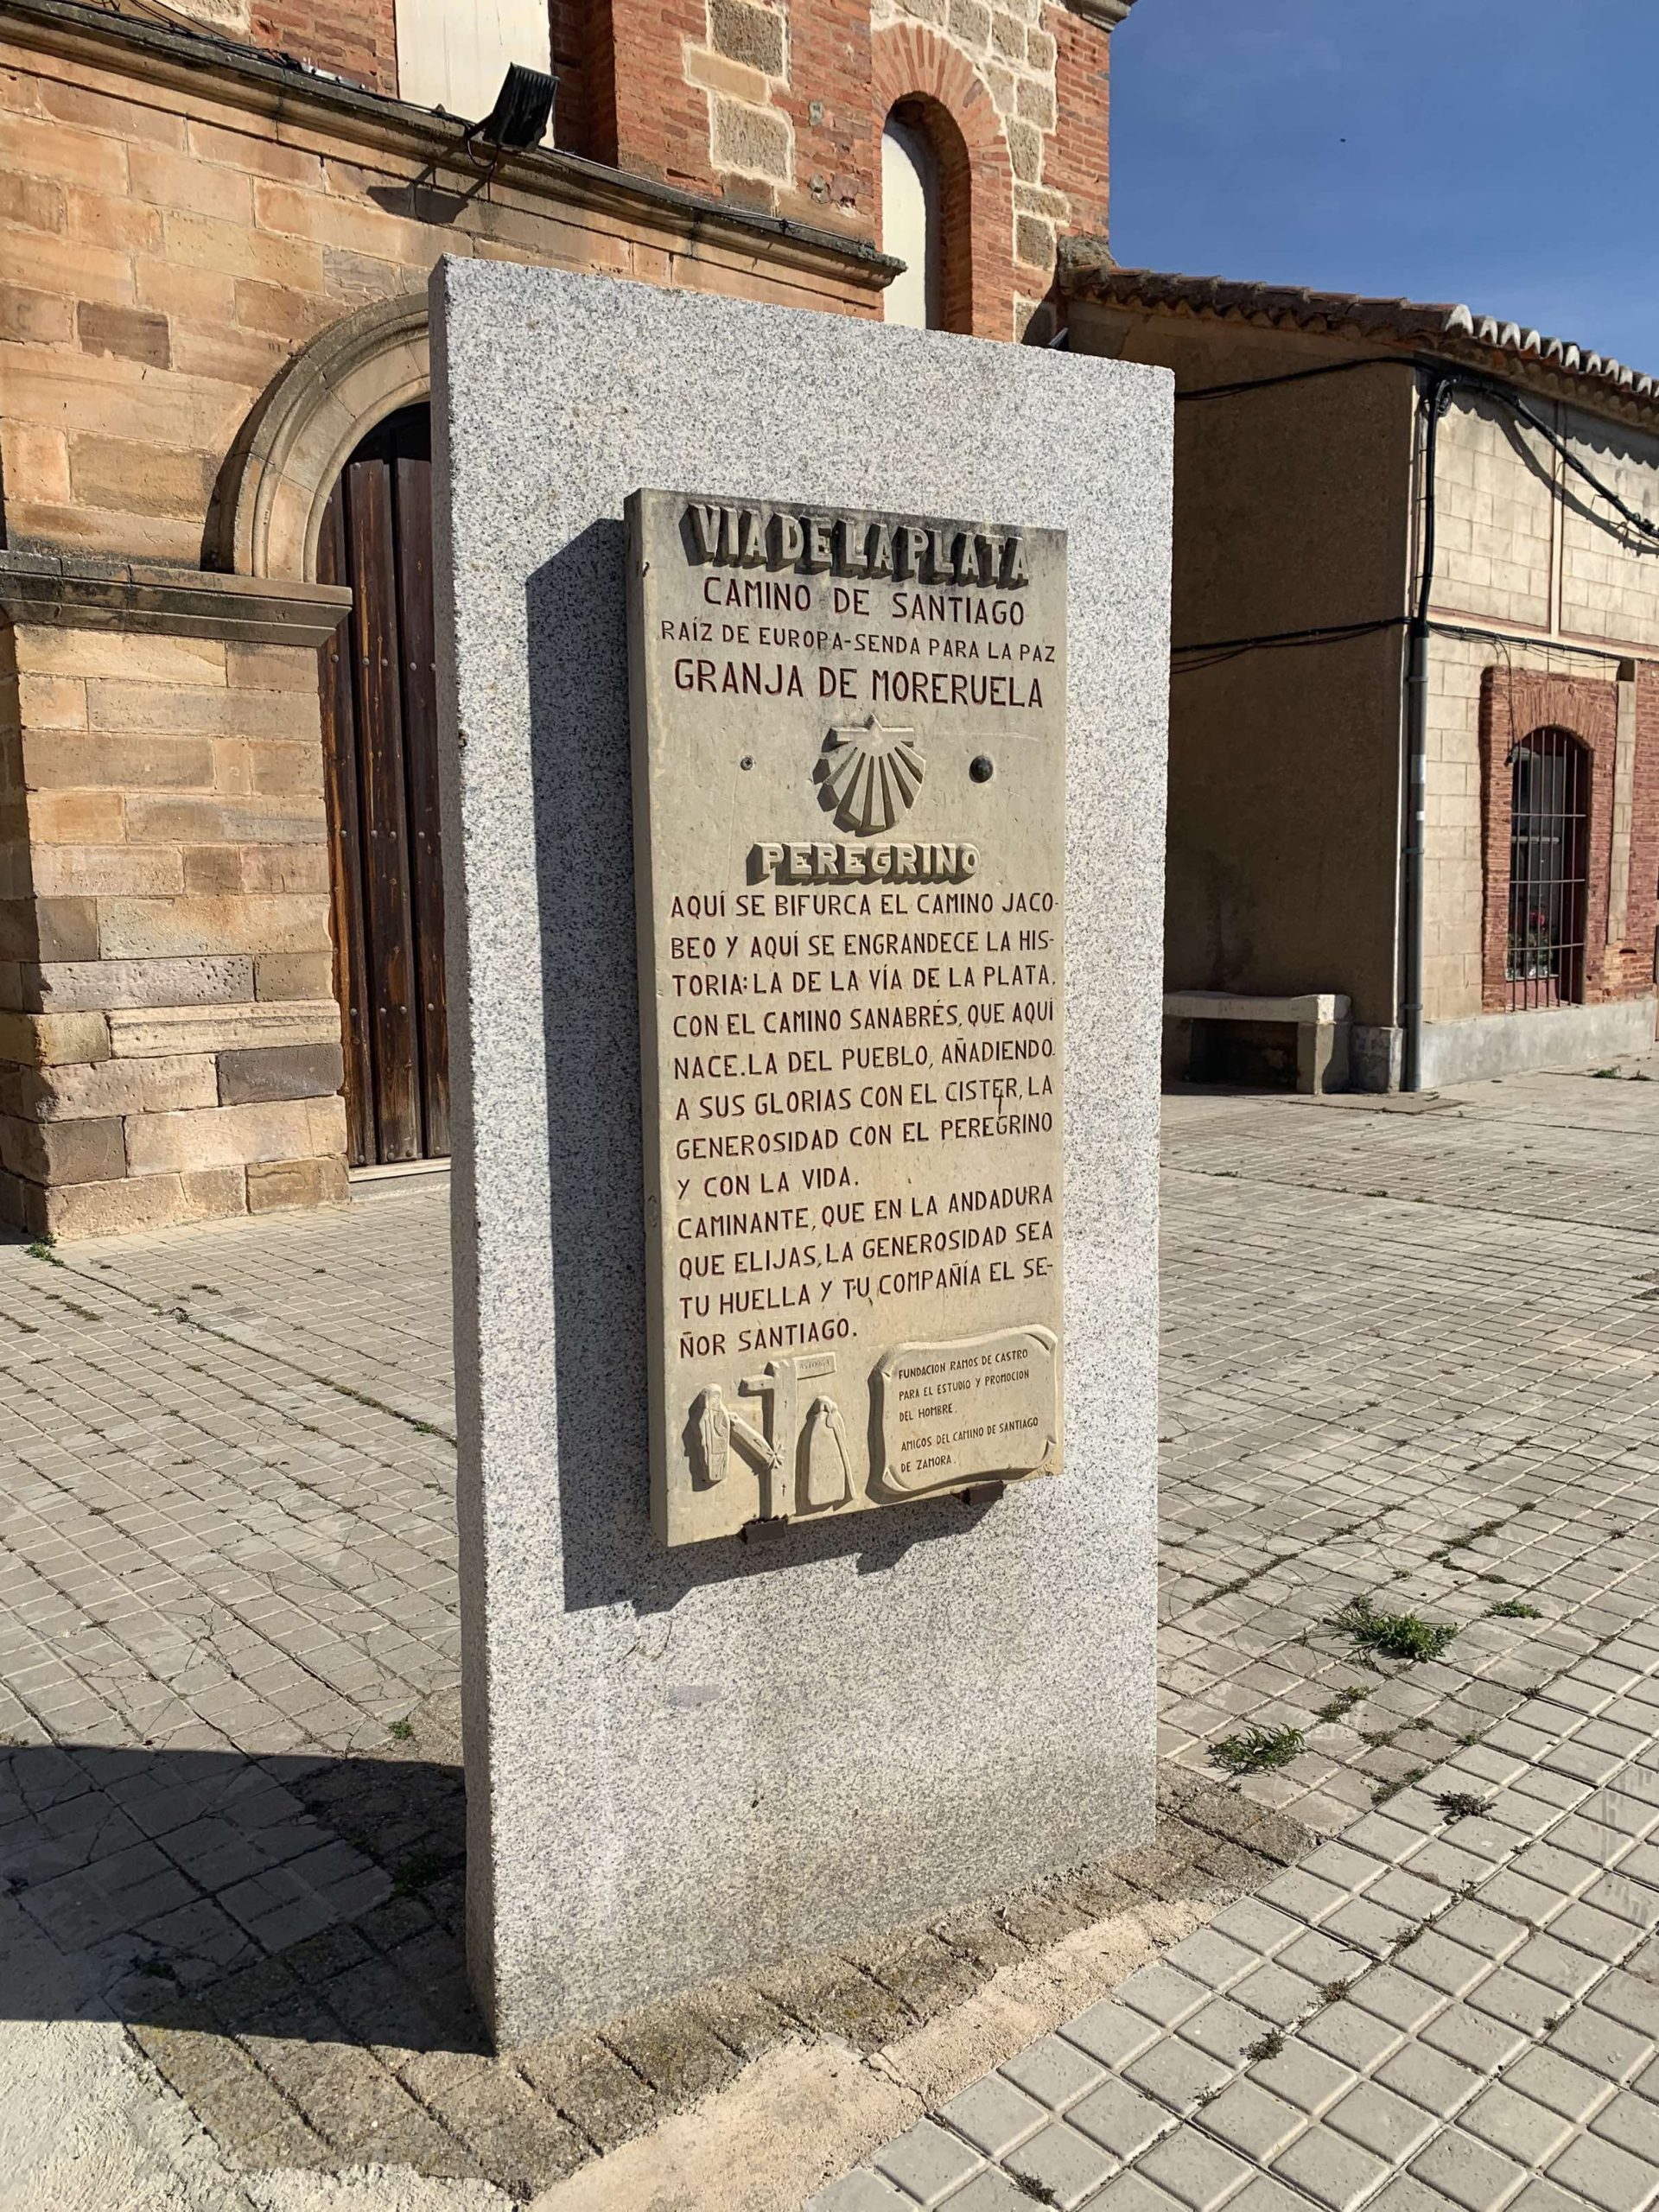 VIA DE LA PLATA
CAMINO DE SANTIAGO
RAÍZ DE EUROPA-SENDA PARA LA PAZ
GRANJA DE MORERUELA
PEREGRINO
AQUÍ SE BIFURCA EL CAMINO JACO-
BEO Y AQUÍ SE ENGRANDECE LA HIS-
TORIA: LA DE LA VÍA DE LA PLATA,
CON EL CAMINO SANABRÉS, QUE AQUÍ
NACE. LA DEL PUEBLO, AÑADIENDO
A SUS GLORIAS CON EL CISTER, LA
GENEROSIDAD CON EL PEREGRINO
Y CON LA VIDA.
CAMINANTE, QUE EN LA ANDADURA
QUE ELIJAS, LA GENEROSIDAD SEA
TU HUELLA Y TU COMPAÑÍA EL SE-
ÑOR SANTIAGO.
FUNDACION RAMOS DE CASTRO
PARA EL ESTUDIO Y PROMOCION
DEL HOMBRE.
AMIGOS DEL CAMINO DE SANTIAGO
DE ZAMORA.